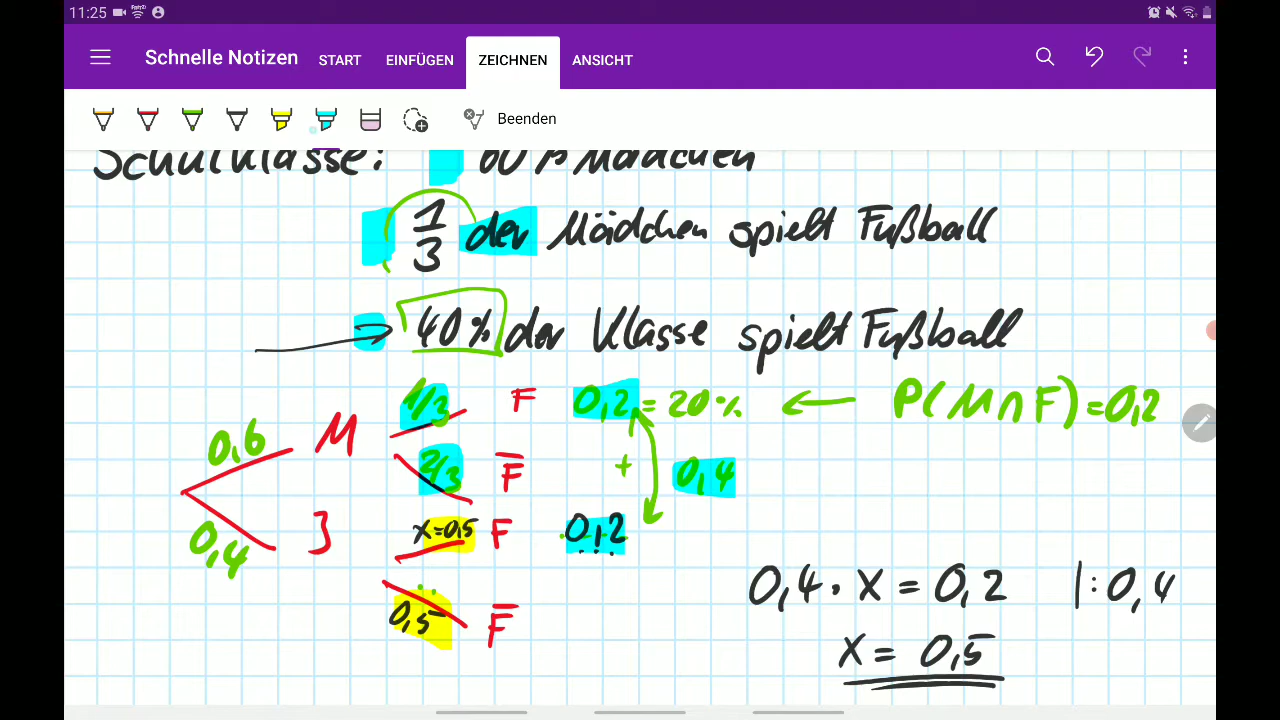 11:25
Schnelle Notizen START EINFÜGEN ZEICHNEN ANSICHT
Beenden
Schulklasse: 60% Mädchen
1/3 der Mädchen spielt Fußball
40% der Klasse spielt Fußball
1/3 F 0,2 = 20% ← P(M∩F)=0,2
0,6 M
2/3 F̅ + 0,4
0,4 J x=0,5 F 0,2
0,4 · x = 0,2 |: 0,4
0,5 F̅
x = 0,5